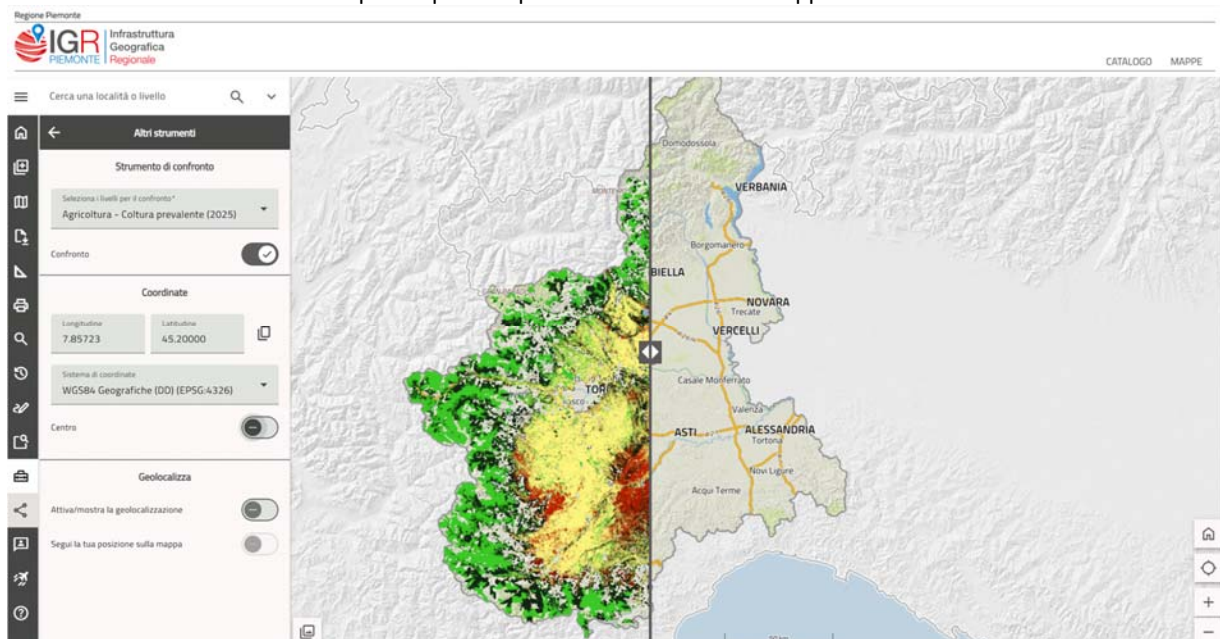 Regione Piemonte
IGR
PIEMONTE
Infrastruttura
Geografica
Regionale
CATALOGO MAPPE
Cerca una località o livello
Altri strumenti
Strumento di confronto
Seleziona i livelli per il confronto*
Agricoltura - Coltura prevalente (2025)
Confronto
Coordinate
Longitudine
7.85723
Latitudine
45.20000
Sistema di coordinate
WGS84 Geografiche (DD) (EPSG:4326)
Centro
Geolocalizza
Attiva/mostra la geolocalizzazione
Segui la tua posizione sulla mappa
Domodossola
VERBANIA
Borgomanero
BIELLA
NOVARA
Trecate
VERCELLI
Casale Monferrato
TORI
Valenza
ASTI
ALESSANDRIA
Tortona
Novi Ligure
Acqui Terme